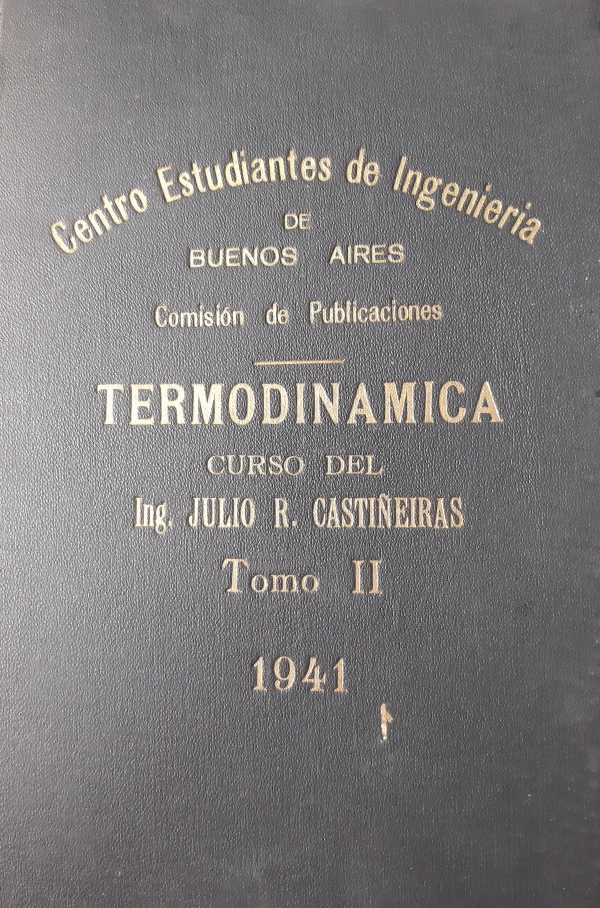 Centro Estudiantes de Ingenieria
DE
BUENOS AIRES
Comisión de Publicaciones
TERMODINAMICA
CURSO DEL
Ing. JULIO R. CASTIÑEIRAS
Tomo II
1941